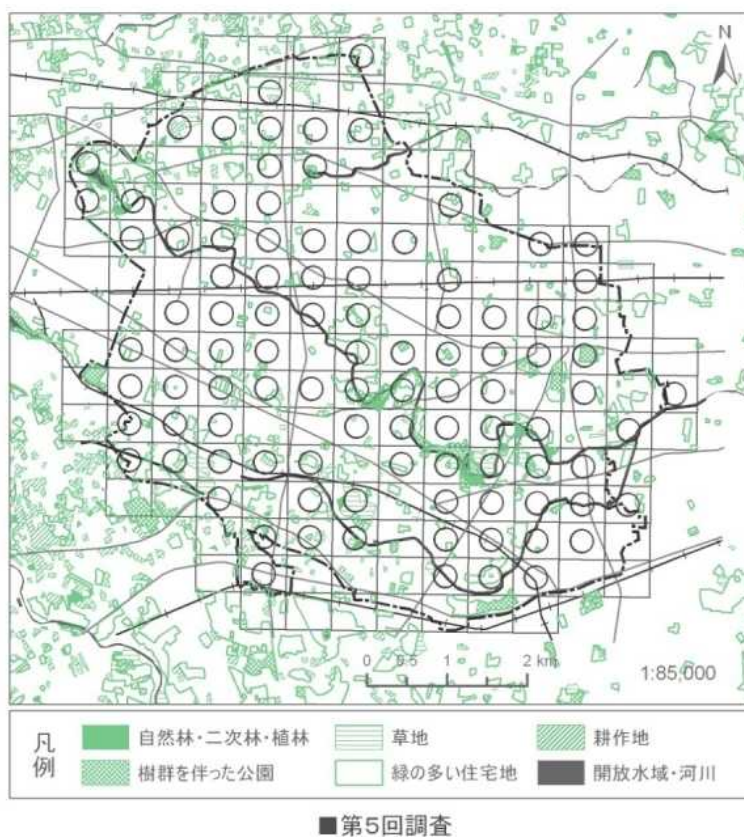 N
0 0.5 1 2 km
1:85,000
凡例
自然林・二次林・植林
草地
耕作地
樹群を伴った公園
緑の多い住宅地
開放水域・河川
■第5回調査